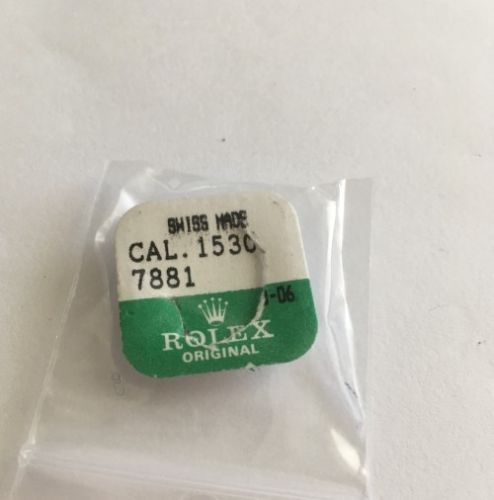 SWISS MADE
CAL. 1530
7881
-06
ROLEX
ORIGINAL